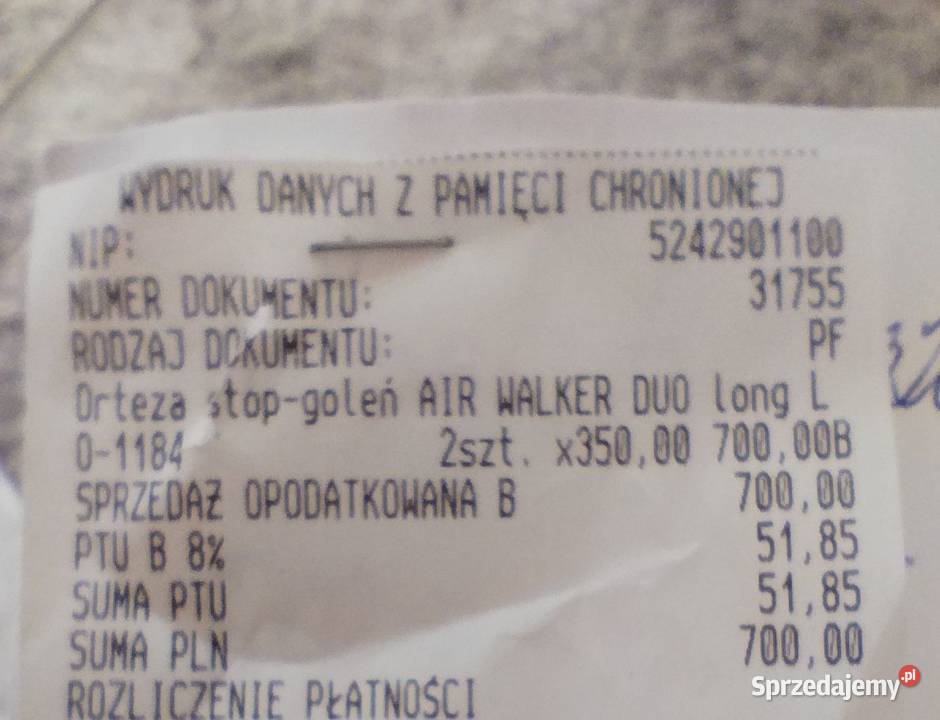 WYDRUK DANYCH Z PAMIĘCI CHRONIONEJ
NIP: 5242901100
NUMER DOKUMENTU: 31755
RODZAJ DOKUMENTU: PF
Orteza stop-goleń AIR WALKER DUO long L
O-1184 2szt. x350,00 700,00B
SPRZEDAŻ OPODATKOWANA B 700,00
PTU B 8% 51,85
SUMA PTU 51,85
SUMA PLN 700,00
ROZLICZENIE PŁATNOŚCI
Sprzedajemy.pl